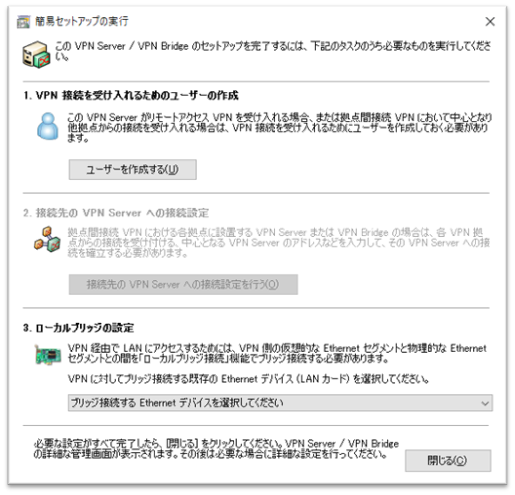 簡易セットアップの実行
この VPN Server / VPN Bridge のセットアップを完了するには、下記のタスクのうち必要なものを実行してくださ
い。
1. VPN 接続を受け入れるためのユーザーの作成
この VPN Server がリモートアクセス VPN を受け入れる場合、または拠点間接続 VPN において中心となり
他拠点からの接続を受け入れる場合は、VPN 接続を受け入れるためにユーザーを作成しておく必要があり
ます。
ユーザーを作成する(U)
2. 接続先の VPN Server への接続設定
拠点間接続 VPN における各拠点に設置する VPN Server または VPN Bridge の場合は、各 VPN 拠
点からの接続を受け付ける、中心となる VPN Server のアドレスなどを入力して、その VPN Server への接
続を確立する必要があります。
接続先の VPN Server への接続設定を行う(O)
3. ローカルブリッジの設定
VPN 経由で LAN にアクセスするためには、VPN 側の仮想的な Ethernet セグメントと物理的な Ethernet
セグメントとの間を「ローカルブリッジ接続」機能でブリッジ接続する必要があります。
VPN に対してブリッジ接続する既存の Ethernet デバイス (LAN カード) を選択してください。
ブリッジ接続する Ethernet デバイスを選択してください
必要な設定がすべて完了したら、[閉じる] をクリックしてください。VPN Server / VPN Bridge
の詳細な管理画面が表示されます。その後は必要な場合に詳細な設定を行ってください。
閉じる(C)